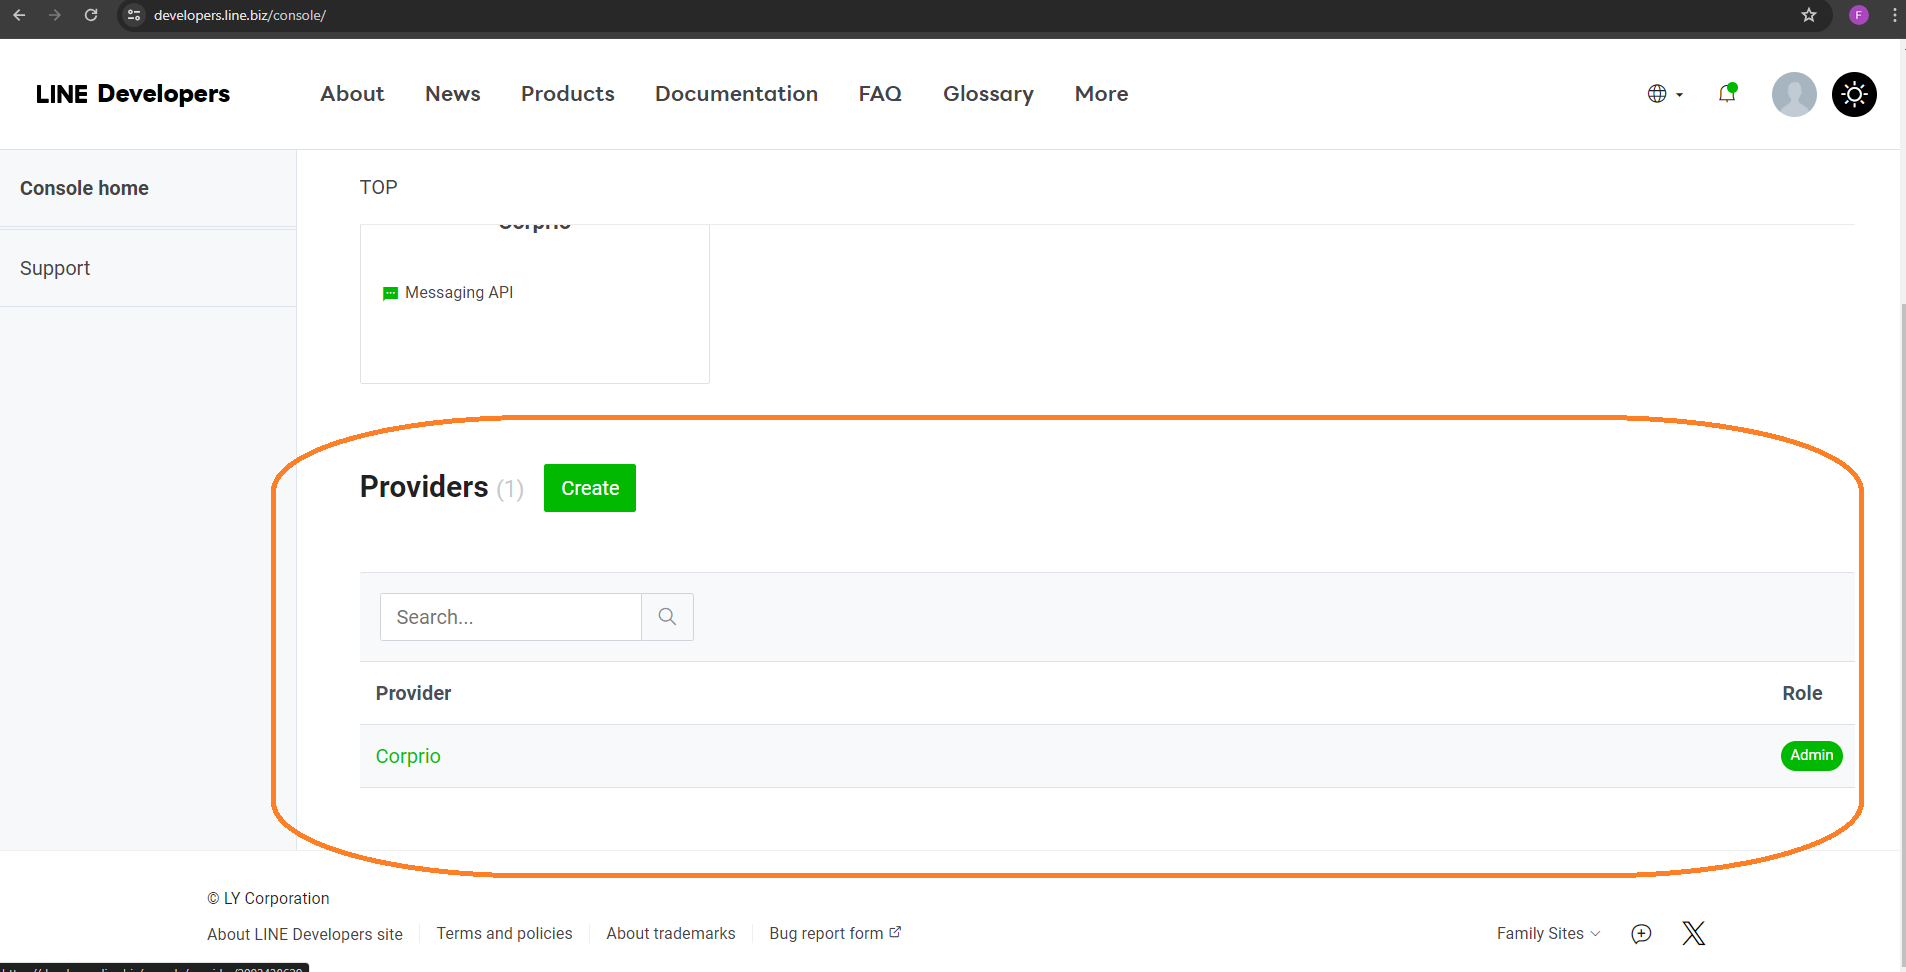 developers.line.biz/console/
F
LINE Developers
About
News
Products
Documentation
FAQ
Glossary
More
Console home
Support
TOP
Corprio
Messaging API
Providers (1)
Create
Search...
Provider
Role
Corprio
Admin
© LY Corporation
About LINE Developers site
Terms and policies
About trademarks
Bug report form
Family Sites